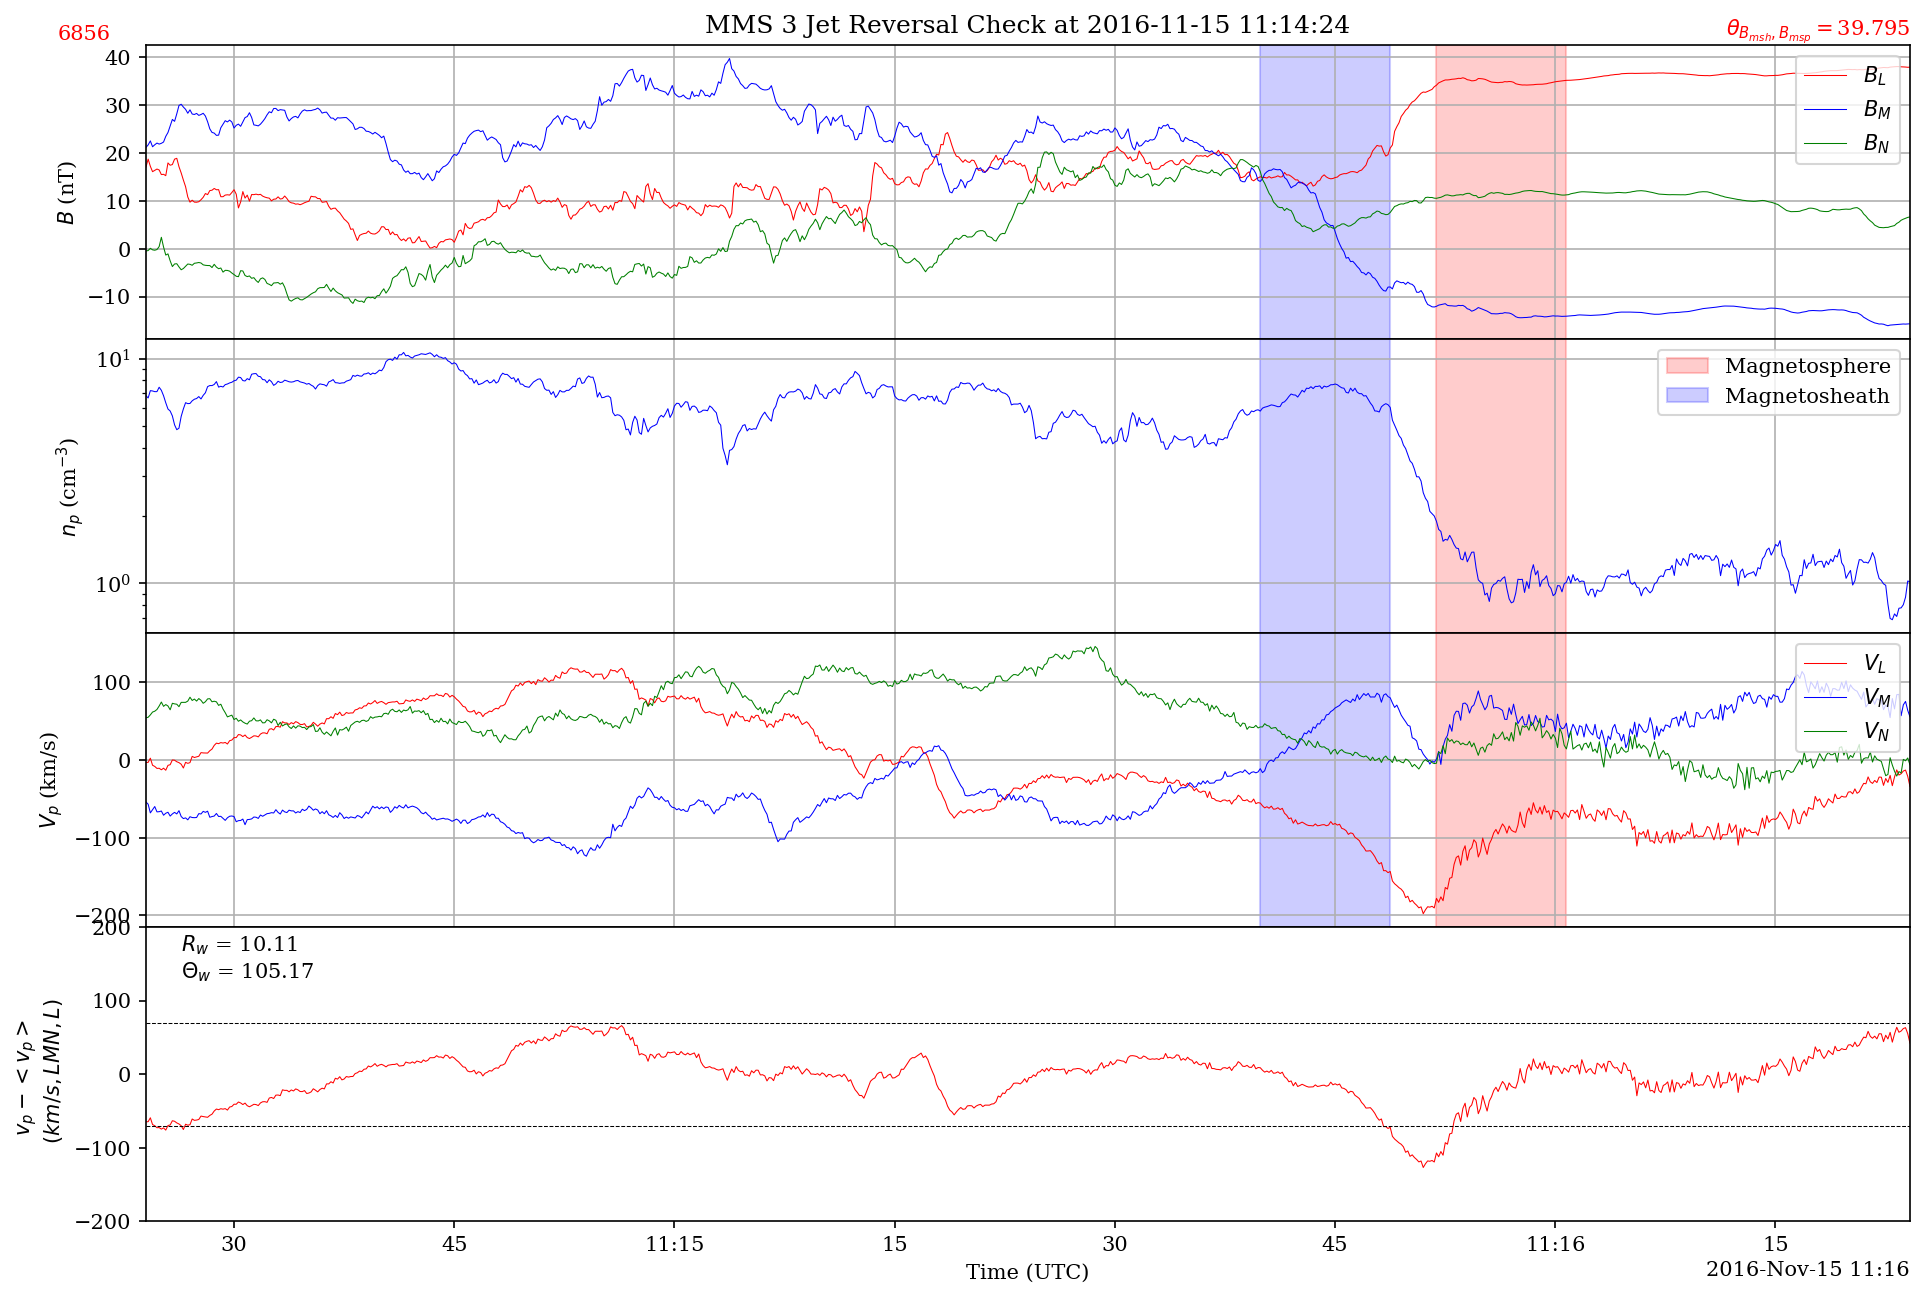 MMS 3 Jet Reversal Check at 2016-11-15 11:14:24
6856
θ_{B_{msh}, B_{msp}} = 39.795
40
30
20
10
0
−10
B (nT)
B_L
B_M
B_N
10^1
10^0
n_p (cm^{−3})
Magnetosphere
Magnetosheath
100
0
−100
−200
V_p (km/s)
V_L
V_M
V_N
200
100
0
−100
−200
v_p − < v_p >
(km/s, LMN, L)
R_w = 10.11
Θ_w = 105.17
30
45
11:15
15
30
45
11:16
15
Time (UTC)
2016-Nov-15 11:16